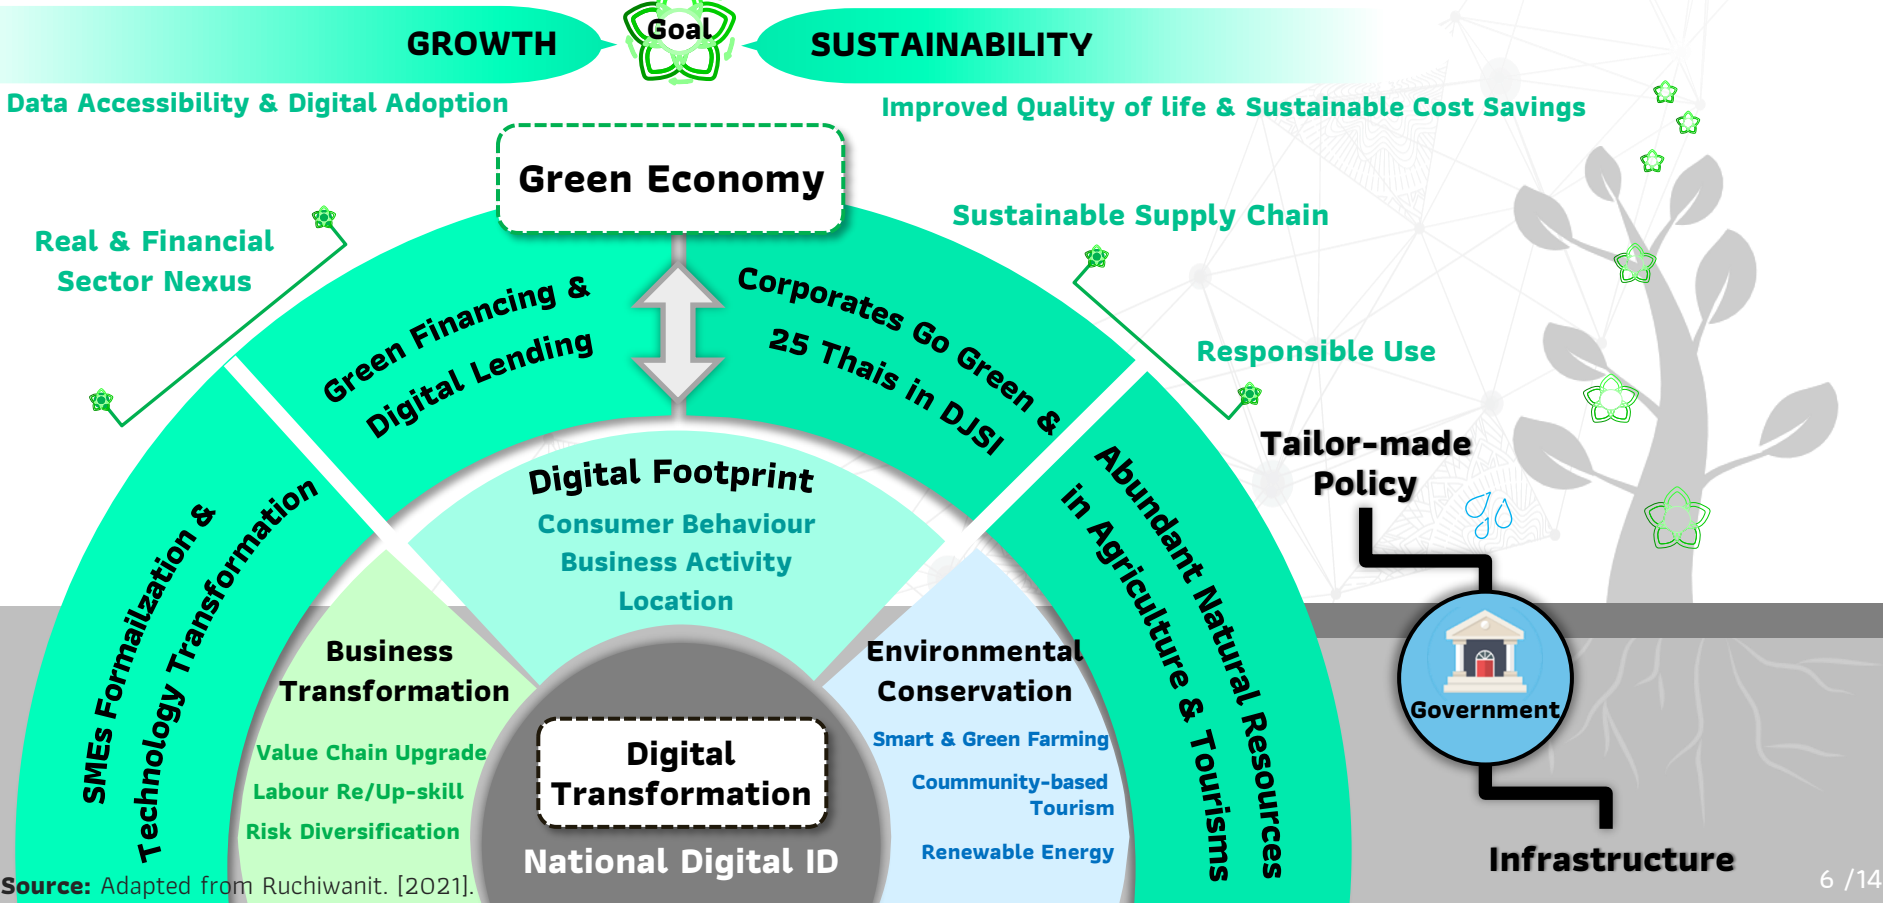 GROWTH
Goal
SUSTAINABILITY
Data Accessibility & Digital Adoption
Improved Quality of life & Sustainable Cost Savings
Green Economy
Real & Financial
Sector Nexus
Sustainable Supply Chain
Responsible Use
Green Financing &
Digital Lending
Corporates Go Green &
25 Thais in DJSI
SMEs Formailzation &
Technology Transformation
Abundant Natural Resources
in Agriculture & Tourisms
Digital Footprint
Consumer Behaviour
Business Activity
Location
Business
Transformation
Value Chain Upgrade
Labour Re/Up-skill
Risk Diversification
Environmental
Conservation
Smart & Green Farming
Coummunity-based
Tourism
Renewable Energy
Digital
Transformation
National Digital ID
Tailor-made
Policy
Government
Infrastructure
Source: Adapted from Ruchiwanit. [2021].
6 /14